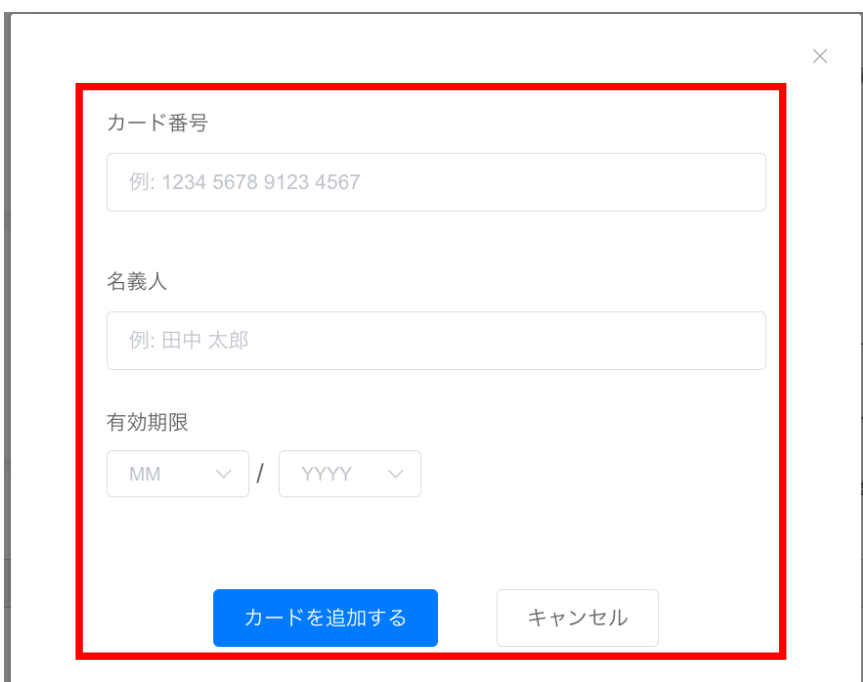 カード番号
例: 1234 5678 9123 4567
名義人
例: 田中 太郎
有効期限
MM / YYYY
カードを追加する キャンセル